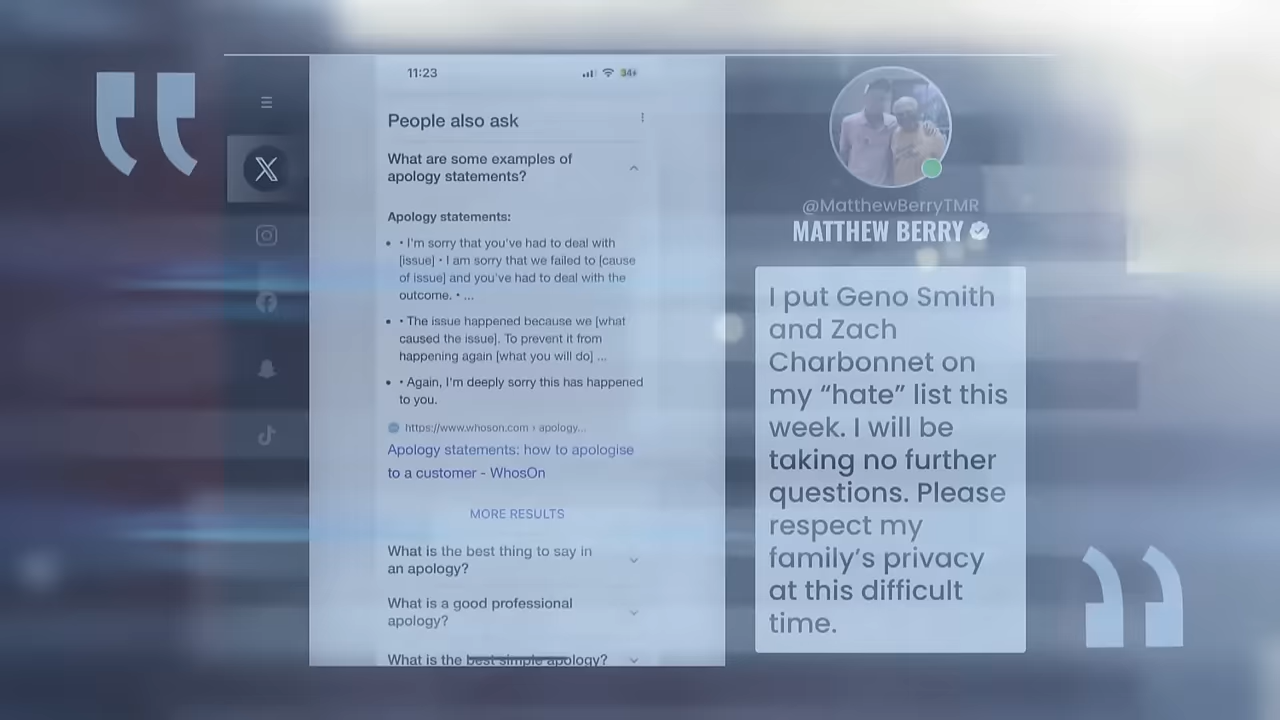 11:23
34
People also ask
What are some examples of
apology statements?
Apology statements:
• • I'm sorry that you've had to deal with
[issue] • I am sorry that we failed to [cause
of issue] and you've had to deal with the
outcome. • ...
• • The issue happened because we [what
caused the issue]. To prevent it from
happening again [what you will do] ...
• • Again, I'm deeply sorry this has happened
to you.
https://www.whoson.com › apology...
Apology statements: how to apologise
to a customer - WhosOn
MORE RESULTS
What is the best thing to say in
an apology?
What is a good professional
apology?
What is the best simple apology?
@MatthewBerryTMR
MATTHEW BERRY
I put Geno Smith
and Zach
Charbonnet on
my “hate” list this
week. I will be
taking no further
questions. Please
respect my
family’s privacy
at this difficult
time.